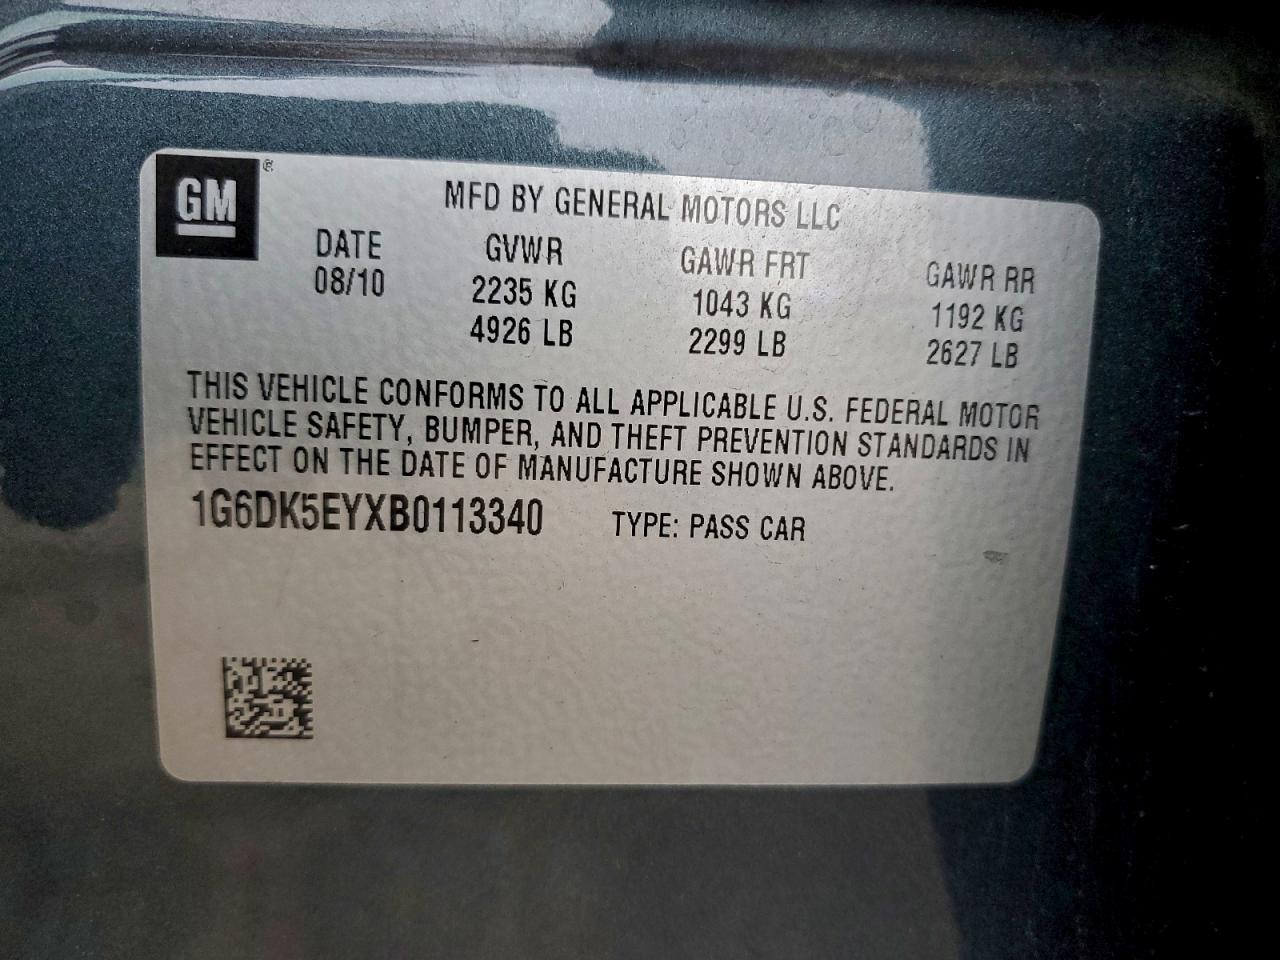 GM ®
MFD BY GENERAL MOTORS LLC
DATE GVWR GAWR FRT GAWR RR
08/10 2235 KG 1043 KG 1192 KG
4926 LB 2299 LB 2627 LB
THIS VEHICLE CONFORMS TO ALL APPLICABLE U.S. FEDERAL MOTOR
VEHICLE SAFETY, BUMPER, AND THEFT PREVENTION STANDARDS IN
EFFECT ON THE DATE OF MANUFACTURE SHOWN ABOVE.
1G6DK5EYXB0113340 TYPE: PASS CAR